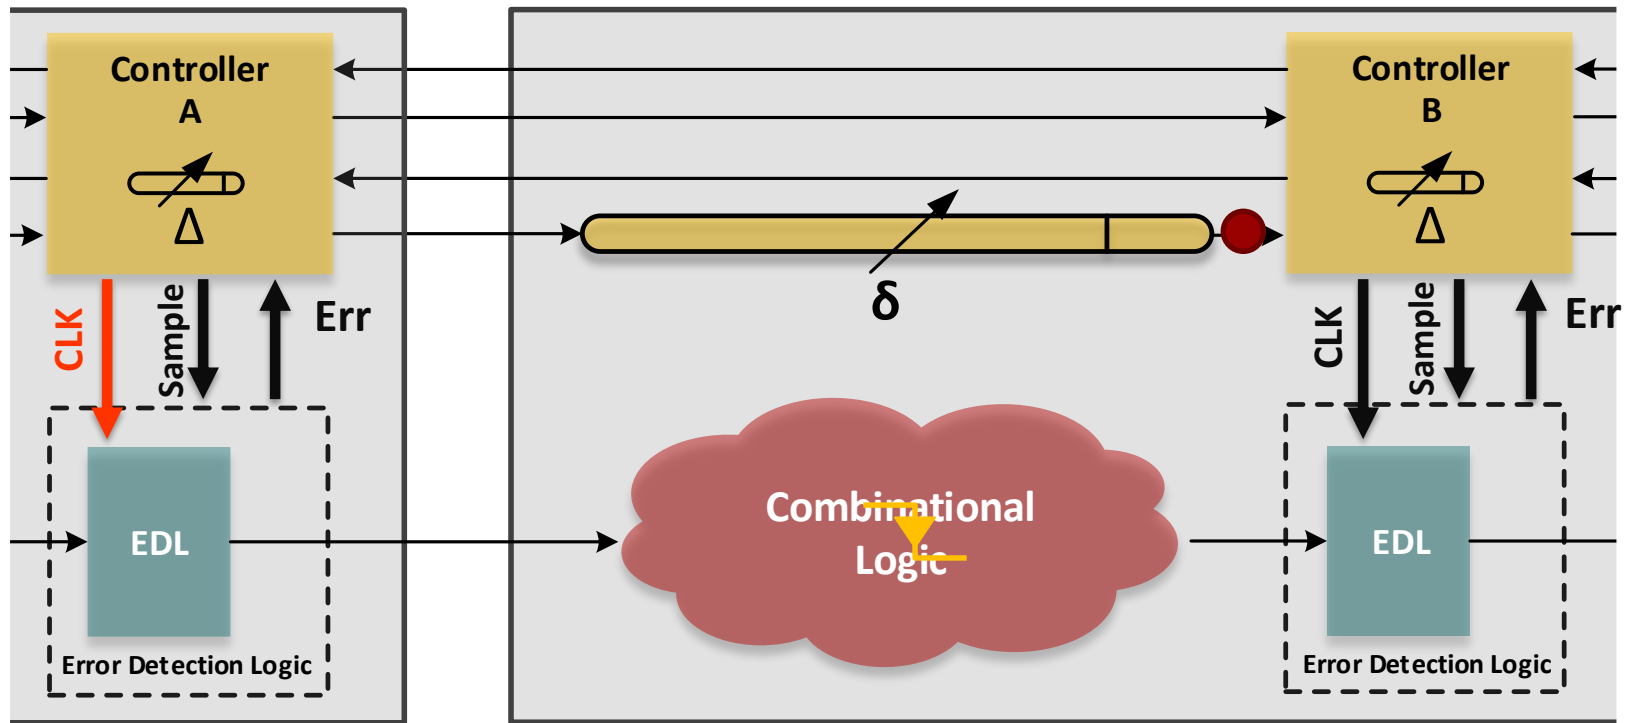 Controller
A
Δ
Controller
B
Δ
δ
CLK
Sample
Err
CLK
Sample
Err
Combinational
Logic
EDL
EDL
Error Detection Logic
Error Detection Logic